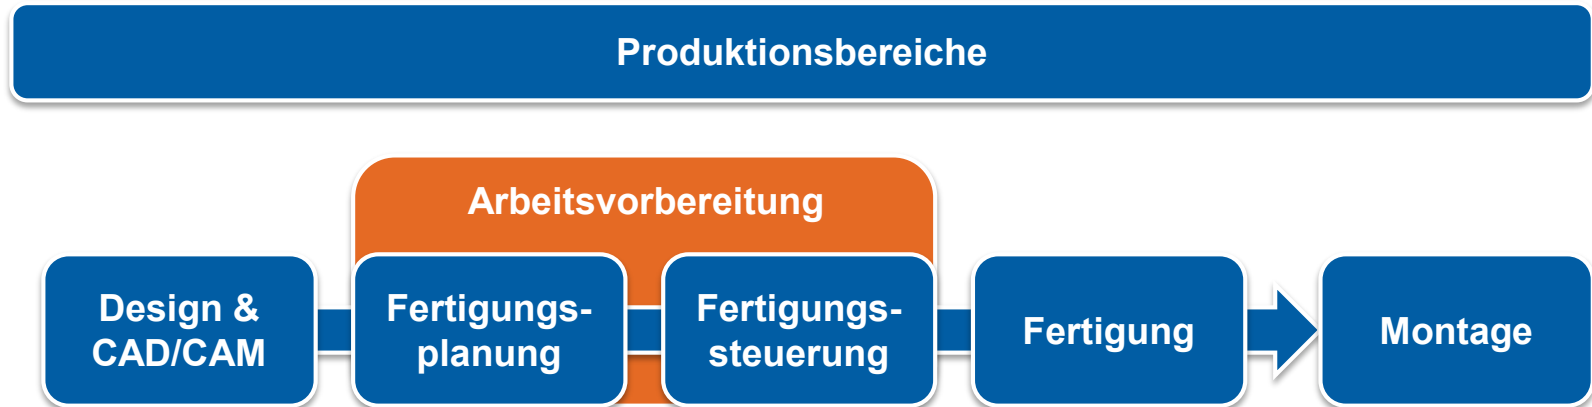 Produktionsbereiche
Arbeitsvorbereitung
Design &
CAD/CAM
Fertigungs-
planung
Fertigungs-
steuerung
Fertigung
Montage